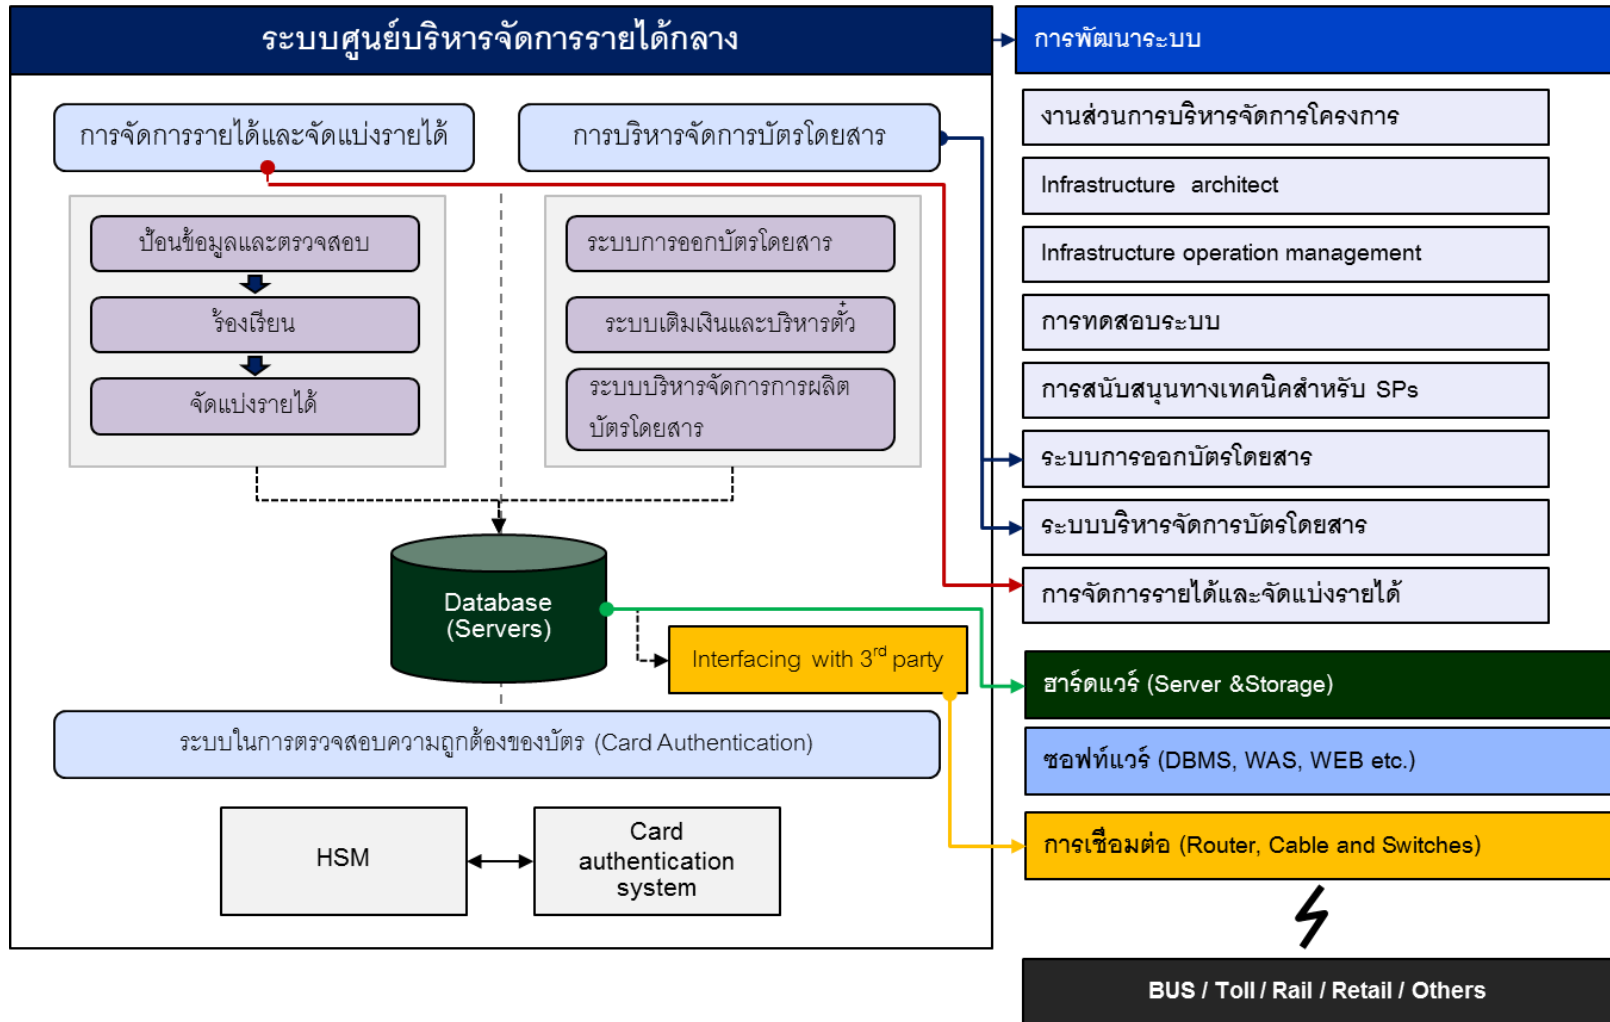 ระบบศูนย์บริหารจัดการรายได้กลาง
การจัดการรายได้และจัดแบ่งรายได้
การบริหารจัดการบัตรโดยสาร
ป้อนข้อมูลและตรวจสอบ
ร้องเรียน
จัดแบ่งรายได้
ระบบการออกบัตรโดยสาร
ระบบเติมเงินและบริหารตั๋ว
ระบบบริหารจัดการการผลิต
บัตรโดยสาร
Database
(Servers)
Interfacing with 3rd party
ระบบในการตรวจสอบความถูกต้องของบัตร (Card Authentication)
HSM
Card
authentication
system
การพัฒนาระบบ
งานส่วนการบริหารจัดการโครงการ
Infrastructure architect
Infrastructure operation management
การทดสอบระบบ
การสนับสนุนทางเทคนิคสำหรับ SPs
ระบบการออกบัตรโดยสาร
ระบบบริหารจัดการบัตรโดยสาร
การจัดการรายได้และจัดแบ่งรายได้
ฮาร์ดแวร์ (Server &Storage)
ซอฟท์แวร์ (DBMS, WAS, WEB etc.)
การเชื่อมต่อ (Router, Cable and Switches)
BUS / Toll / Rail / Retail / Others